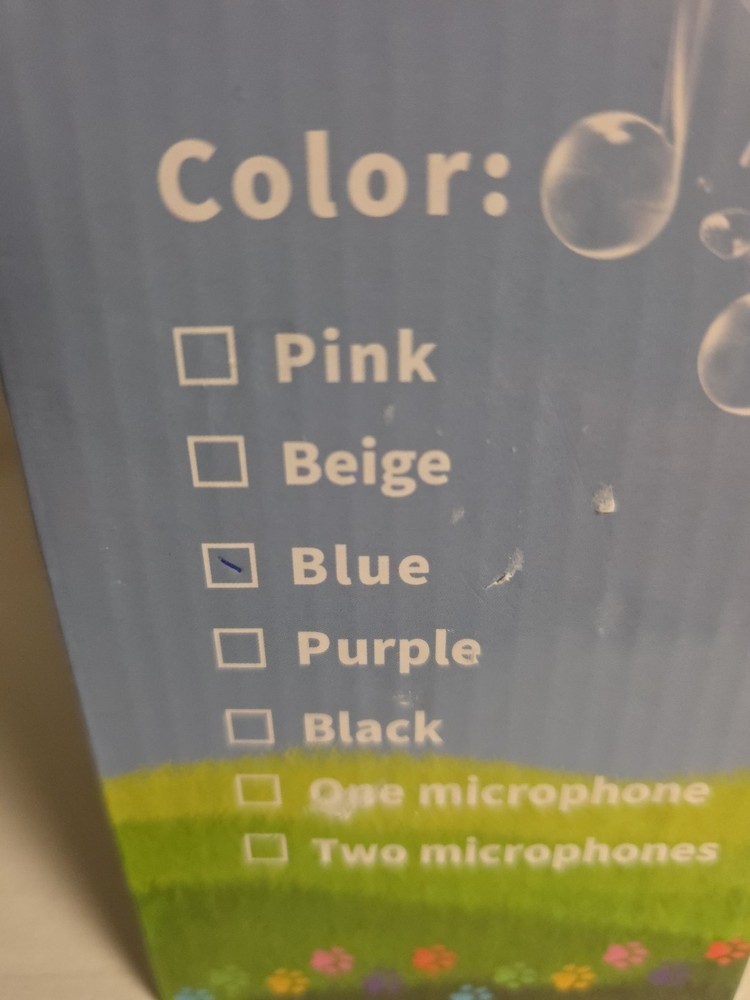 Color:
Pink
Beige
Blue
Purple
Black
One microphone
Two microphones